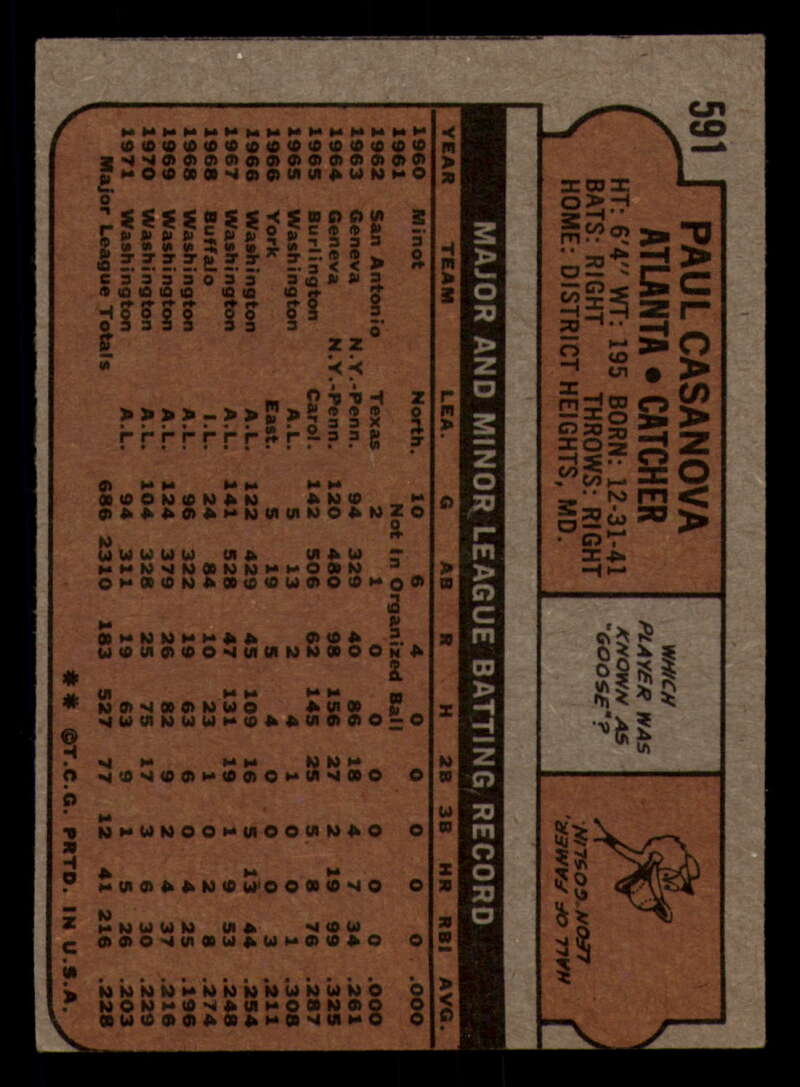 591
PAUL CASANOVA
ATLANTA • CATCHER
HT: 6'4" WT: 195 BORN: 12-31-41
BATS: RIGHT THROWS: RIGHT
HOME: DISTRICT HEIGHTS, MD.
WHICH
PLAYER WAS
KNOWN AS
"GOOSE"?
LEON GOSLIN
HALL OF FAMER.
MAJOR AND MINOR LEAGUE BATTING RECORD
YEAR TEAM LEA. G AB R H 2B 3B HR RBI AVG.
1960 Minot North. 10 6 4 0 0 0 0 0 .000
1961 Not In Organized Ball
1962 San Antonio Texas 2 1 0 0 0 0 0 0 .000
1963 Geneva N.Y.-Penn. 94 329 40 86 18 4 7 34 .261
1964 Geneva N.Y.-Penn. 120 480 98 156 27 2 19 99 .325
1965 Burlington Carol. 142 506 62 145 25 5 8 76 .287
1965 Washington A.L. 5 13 2 4 1 0 0 1 .308
1966 York East. 5 19 5 4 0 0 0 3 .211
1966 Washington A.L. 122 429 45 109 16 5 13 44 .254
1967 Washington A.L. 141 528 47 131 19 1 9 53 .248
1968 Buffalo I.L. 24 84 10 23 1 0 2 8 .274
1968 Washington A.L. 96 322 19 63 6 0 4 25 .196
1969 Washington A.L. 124 379 26 82 9 2 4 37 .216
1970 Washington A.L. 104 328 25 75 17 3 6 30 .229
1971 Washington A.L. 94 311 19 63 9 1 5 26 .203
Major League Totals 686 2310 183 527 77 12 41 216 .228
** ©T.C.G. PRTD. IN U.S.A.